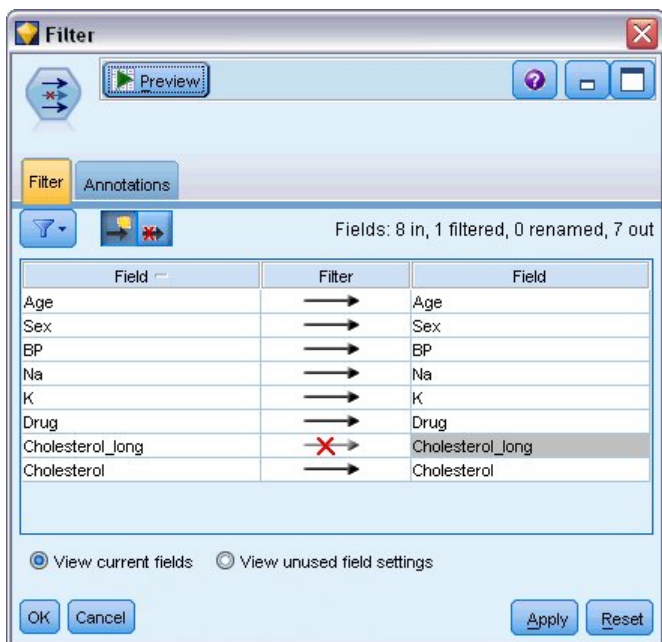 Filter
Preview
Filter Annotations
Fields: 8 in, 1 filtered, 0 renamed, 7 out
Field Filter Field
Age Age
Sex Sex
BP BP
Na Na
K K
Drug Drug
Cholesterol_long Cholesterol_long
Cholesterol Cholesterol
View current fields View unused field settings
OK Cancel Apply Reset